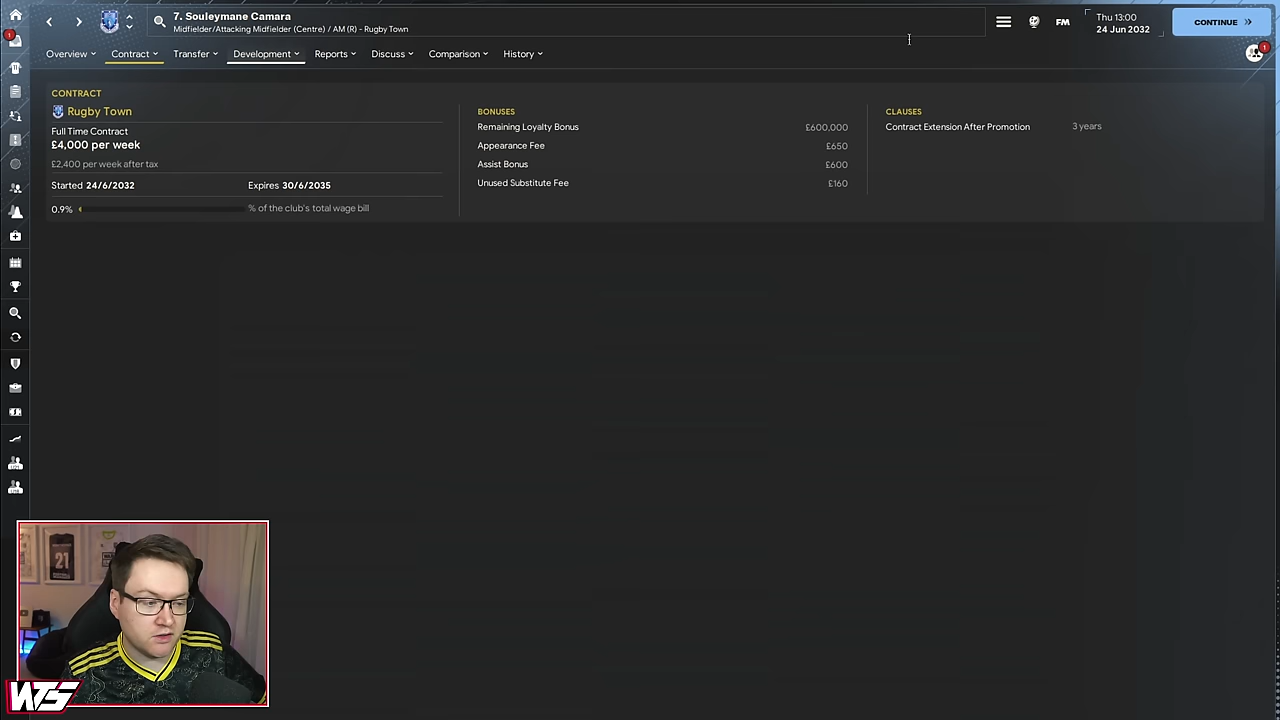 7. Souleymane Camara
Midfielder/Attacking Midfielder (Centre) / AM (R) - Rugby Town
FM
Thu 13:00
24 Jun 2032
CONTINUE
1
1
Overview
Contract
Transfer
Development
Reports
Discuss
Comparison
History
CONTRACT
Rugby Town
Full Time Contract
£4,000 per week
£2,400 per week after tax
Started 24/6/2032
Expires 30/6/2035
0.9%
% of the club's total wage bill
BONUSES
Remaining Loyalty Bonus £600,000
Appearance Fee £650
Assist Bonus £600
Unused Substitute Fee £160
CLAUSES
Contract Extension After Promotion 3 years
21
WTS